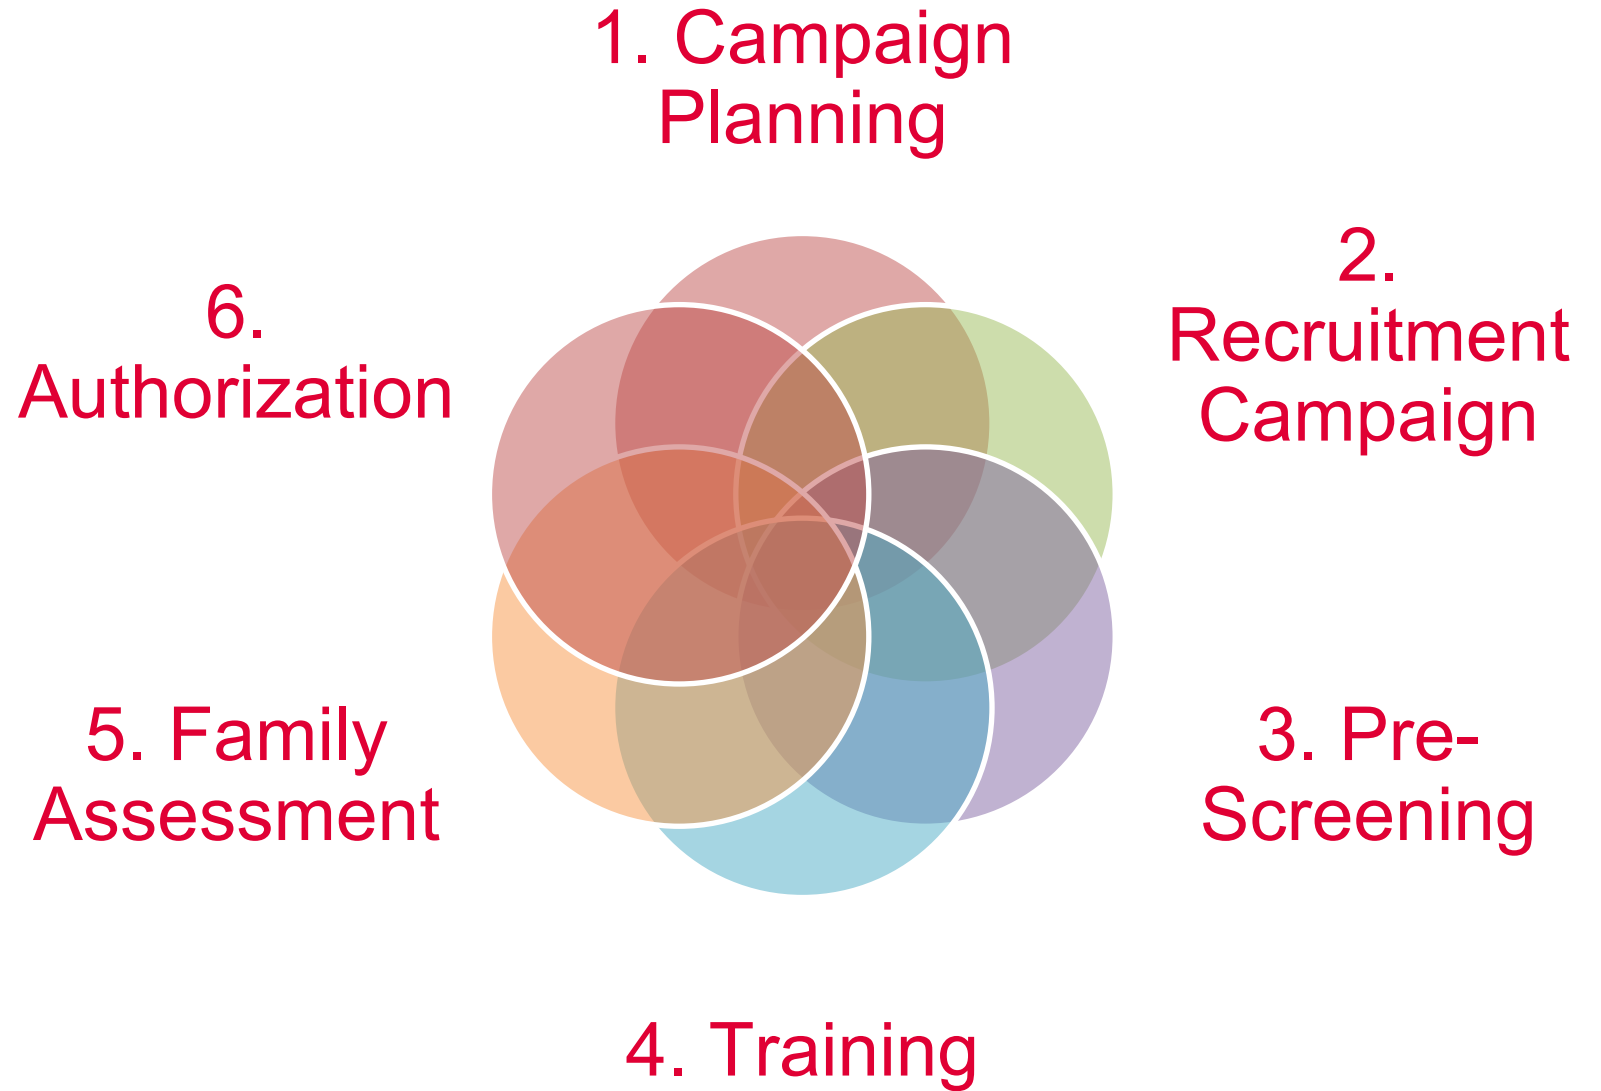 1. Campaign
Planning
2.
Recruitment
Campaign
3. Pre-
Screening
4. Training
5. Family
Assessment
6.
Authorization